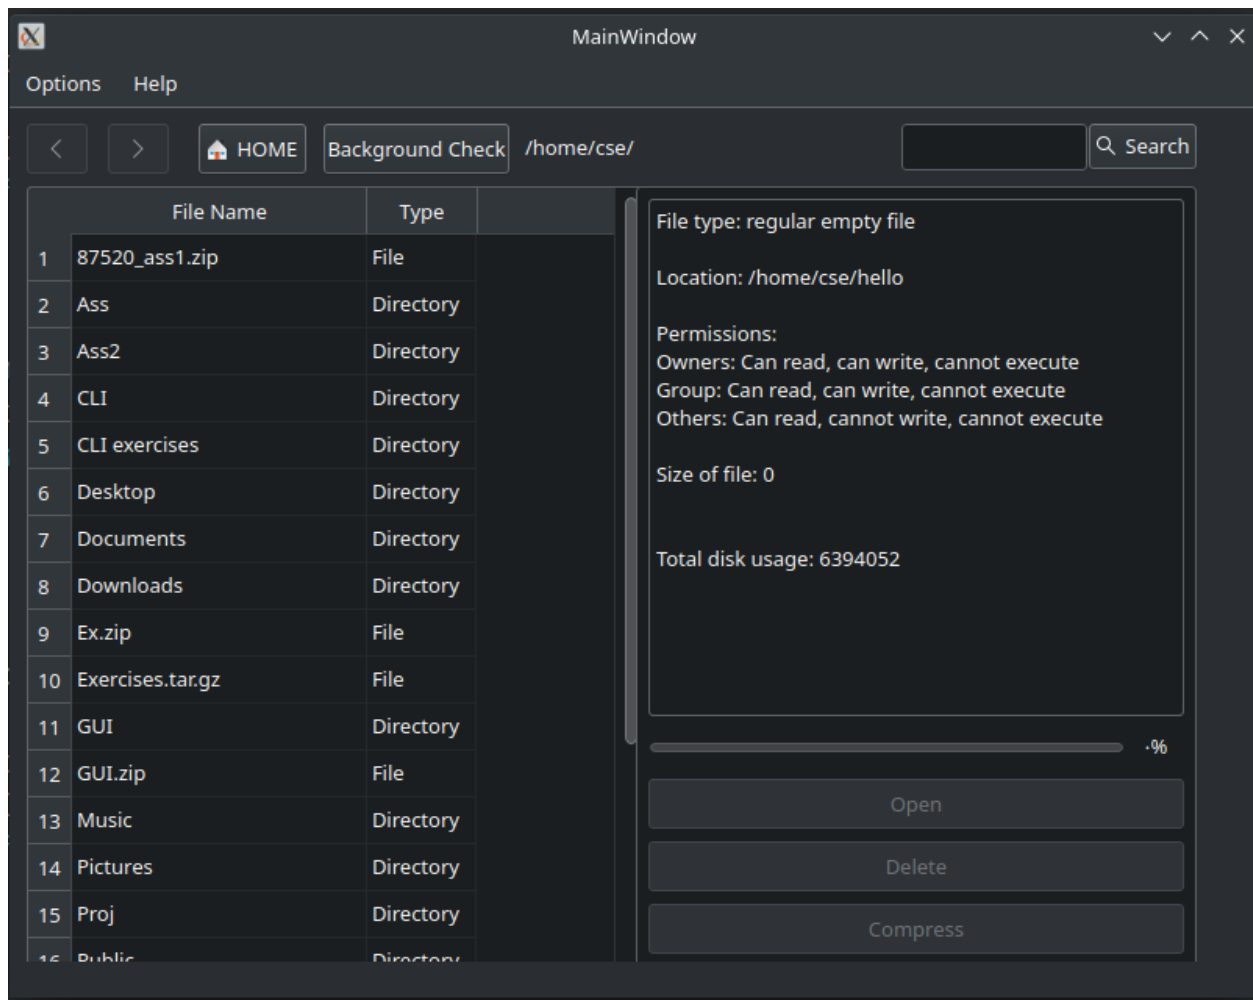 MainWindow
Options Help
HOME Background Check /home/cse/ Search
File Name Type
1 87520_ass1.zip File
2 Ass Directory
3 Ass2 Directory
4 CLI Directory
5 CLI exercises Directory
6 Desktop Directory
7 Documents Directory
8 Downloads Directory
9 Ex.zip File
10 Exercises.tar.gz File
11 GUI Directory
12 GUI.zip File
13 Music Directory
14 Pictures Directory
15 Proj Directory
16 Public Directory
File type: regular empty file
Location: /home/cse/hello
Permissions:
Owners: Can read, can write, cannot execute
Group: Can read, can write, cannot execute
Others: Can read, cannot write, cannot execute
Size of file: 0
Total disk usage: 6394052
·%
Open
Delete
Compress